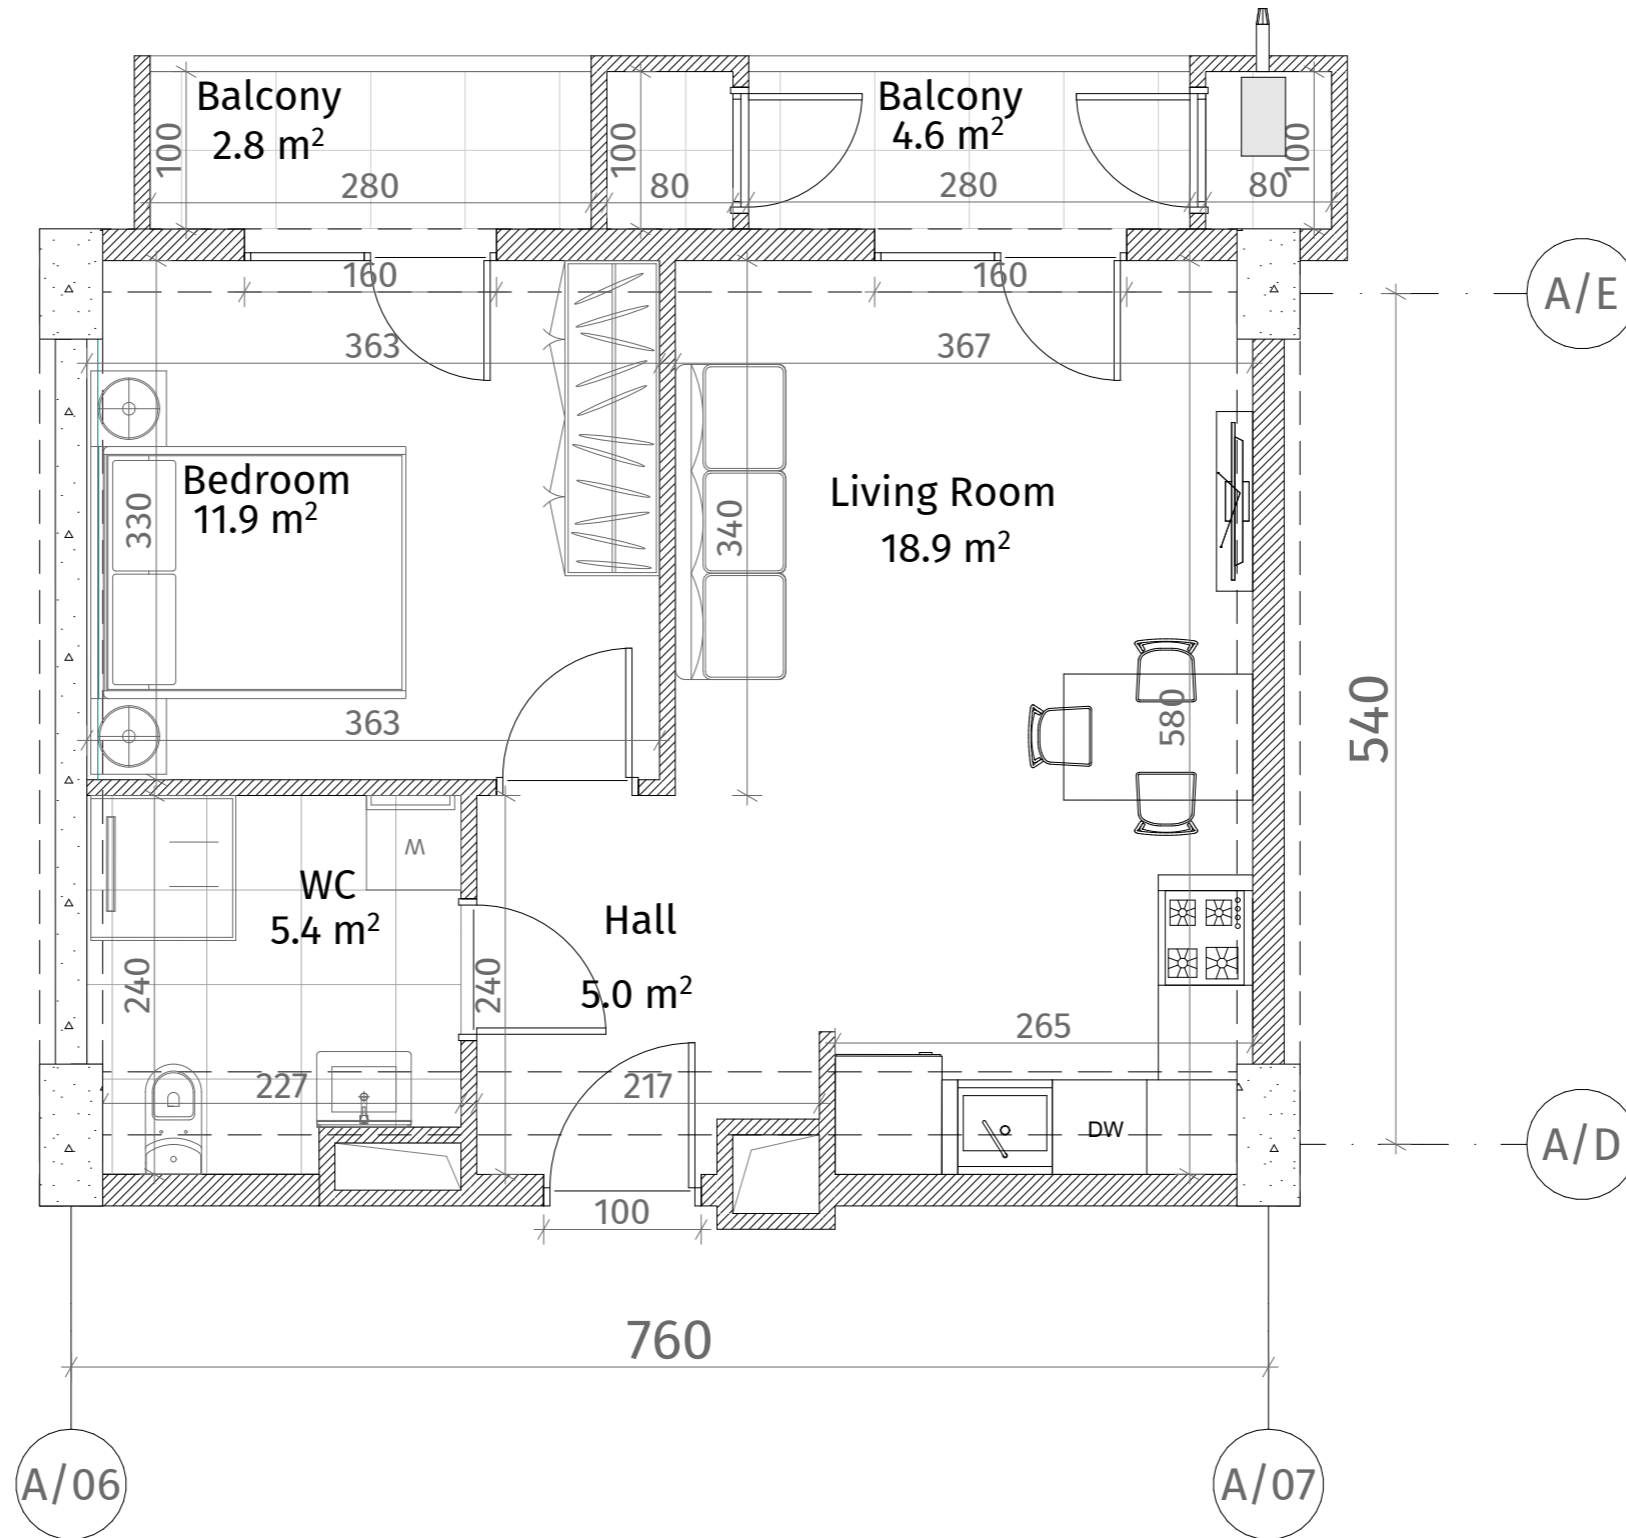 Balcony
2.8 m²
Balcony
4.6 m²
100
280
100
80
280
80
100
160
160
363
367
A/E
Bedroom
11.9 m²
330
Living Room
18.9 m²
340
363
580
540
W
WC
5.4 m²
Hall
5.0 m²
240
240
265
227
217
DW
A/D
100
760
A/06
A/07